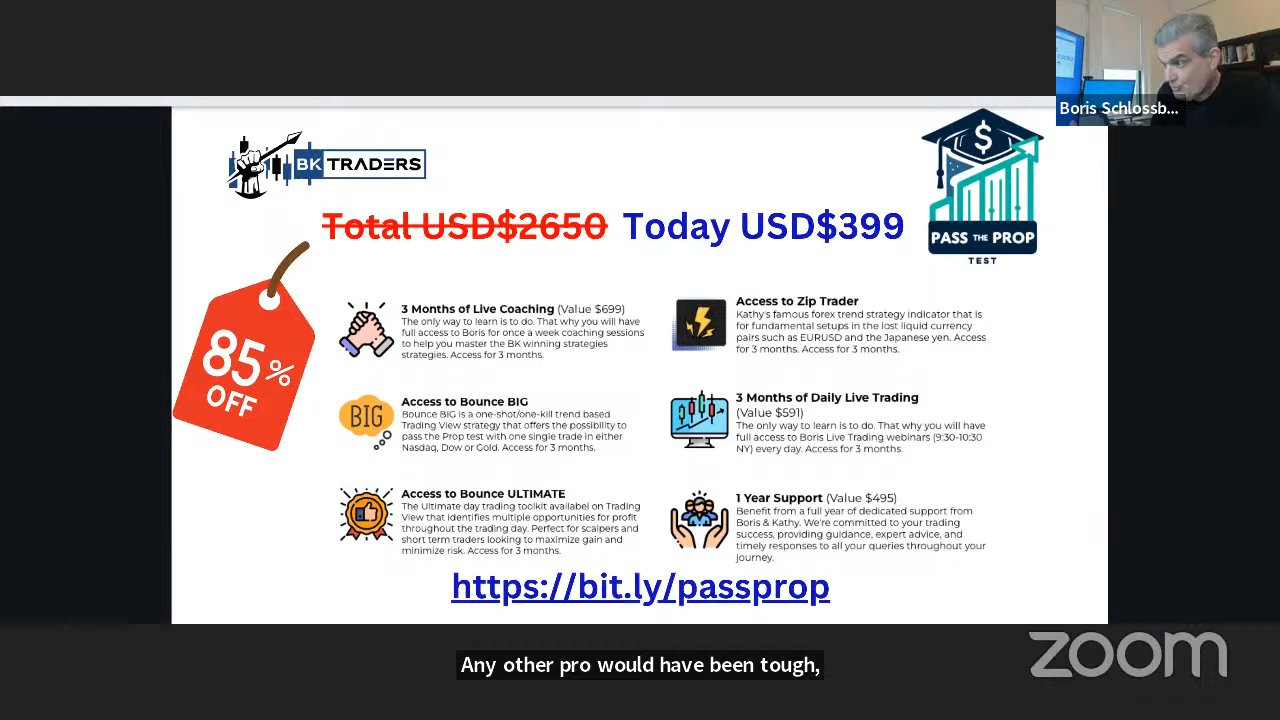 Boris Schlossb...
BK TRADERS
$
PASS THE PROP
TEST
Total USD$2650 Today USD$399
85%
OFF
3 Months of Live Coaching (Value $699)
The only way to learn is to do. That why you will have
full access to Boris for once a week coaching sessions
to help you master the BK winning strategies
strategies. Access for 3 months.
BIG
Access to Bounce BIG
Bounce BIG is a one-shot/one-kill trend based
Trading View strategy that offers the possibility to
pass the Prop test with one single trade in either
Nasdaq, Dow or Gold. Access for 3 months.
Access to Bounce ULTIMATE
The Ultimate day trading toolkit availabel on Trading
View that identifies multiple opportunities for profit
throughout the trading day. Perfect for scalpers and
short term traders looking to maximize gain and
minimize risk. Access for 3 months.
Access to Zip Trader
Kathy's famous forex trend strategy indicator that is
for fundamental setups in the lost liquid currency
pairs such as EURUSD and the Japanese yen. Access
for 3 months. Access for 3 months.
3 Months of Daily Live Trading
(Value $591)
The only way to learn is to do. That why you will have
full access to Boris Live Trading webinars (9:30-10:30
NY) every day. Access for 3 months.
1 Year Support (Value $495)
Benefit from a full year of dedicated support from
Boris & Kathy. We're committed to your trading
success, providing guidance, expert advice, and
timely responses to all your queries throughout your
journey.
https://bit.ly/passprop
Any other pro would have been tough,
zoom